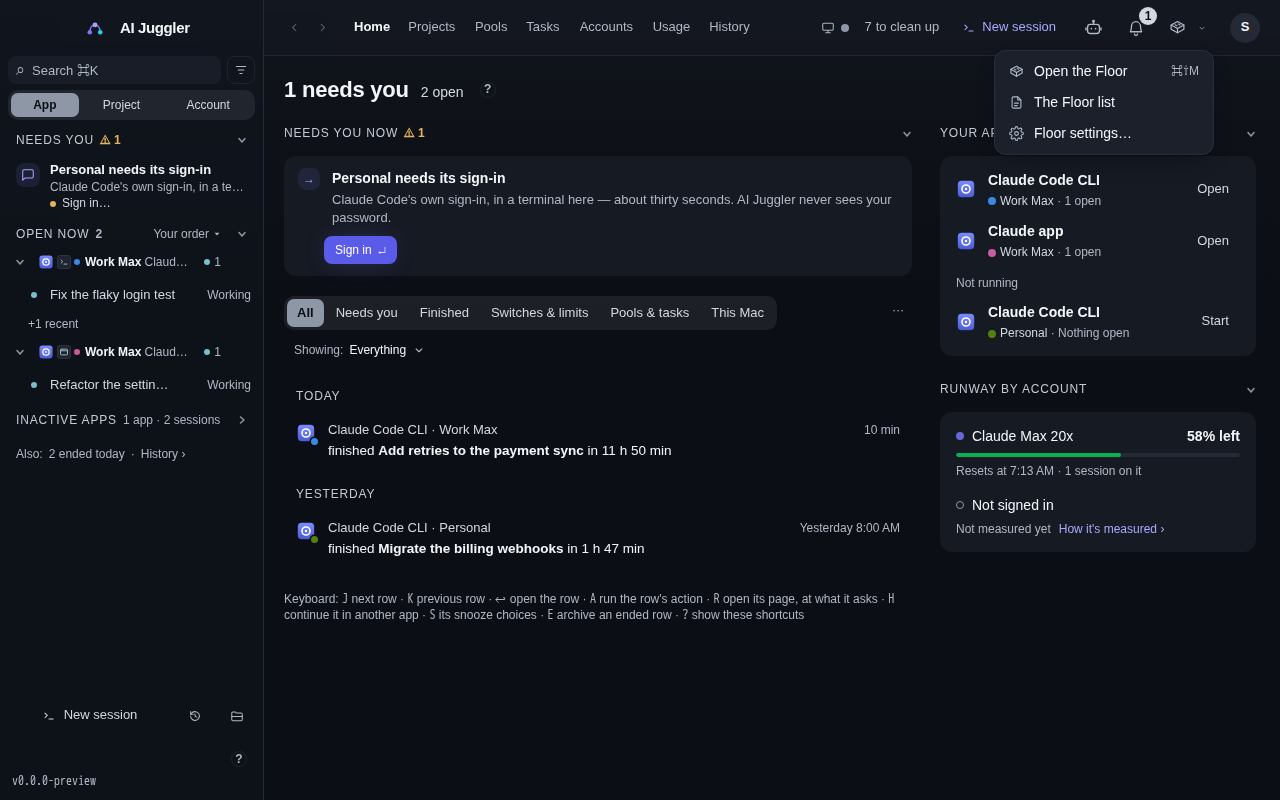 AI Juggler
Search ⌘K
App Project Account
NEEDS YOU 1
Personal needs its sign-in
Claude Code's own sign-in, in a te…
Sign in…
OPEN NOW 2 Your order
Work Max Claud… 1
Fix the flaky login test Working
+1 recent
Work Max Claud… 1
Refactor the settin… Working
INACTIVE APPS 1 app · 2 sessions
Also: 2 ended today · History ›
New session
?
v0.0.0-preview
Home Projects Pools Tasks Accounts Usage History
7 to clean up
New session
1
S
Open the Floor ⌘⇧M
The Floor list
Floor settings…
1 needs you 2 open ?
NEEDS YOU NOW 1
Personal needs its sign-in
Claude Code's own sign-in, in a terminal here — about thirty seconds. AI Juggler never sees your
password.
Sign in ↵
All Needs you Finished Switches & limits Pools & tasks This Mac ···
Showing: Everything
TODAY
Claude Code CLI · Work Max 10 min
finished Add retries to the payment sync in 11 h 50 min
YESTERDAY
Claude Code CLI · Personal Yesterday 8:00 AM
finished Migrate the billing webhooks in 1 h 47 min
Keyboard: J next row · K previous row · ↩ open the row · A run the row's action · R open its page, at what it asks · H
continue it in another app · S its snooze choices · E archive an ended row · ? show these shortcuts
YOUR AP
Claude Code CLI Open
Work Max · 1 open
Claude app Open
Work Max · 1 open
Not running
Claude Code CLI Start
Personal · Nothing open
RUNWAY BY ACCOUNT
Claude Max 20x 58% left
Resets at 7:13 AM · 1 session on it
Not signed in
Not measured yet How it's measured ›